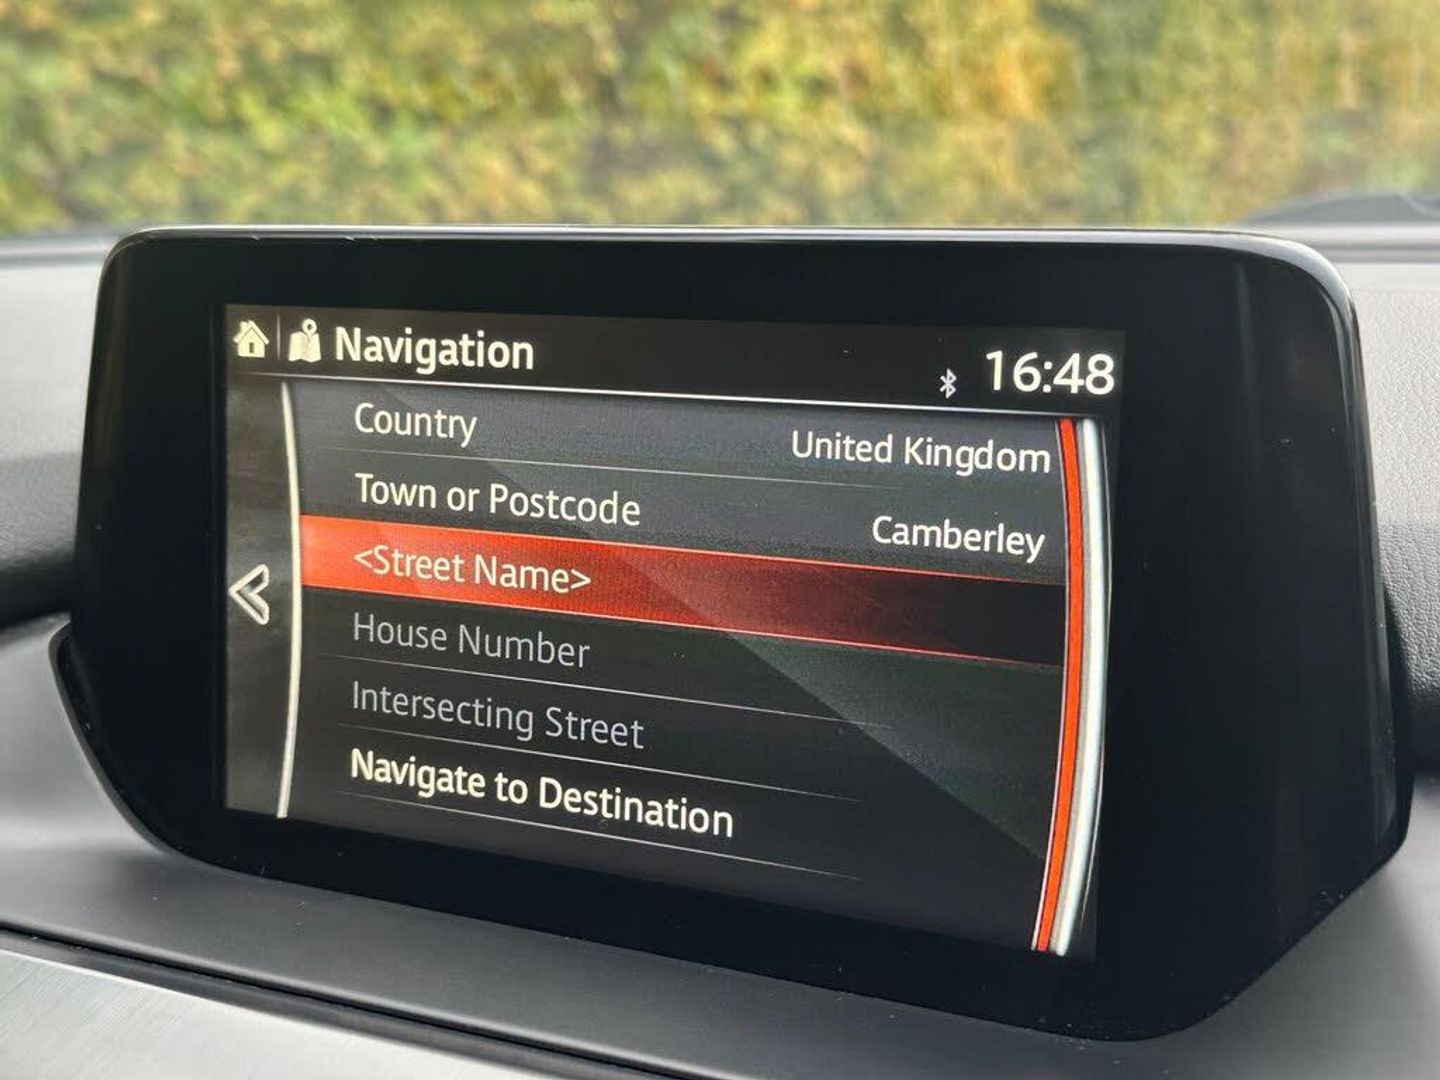 Navigation
16:48
Country
United Kingdom
Town or Postcode
Camberley
<Street Name>
House Number
Intersecting Street
Navigate to Destination